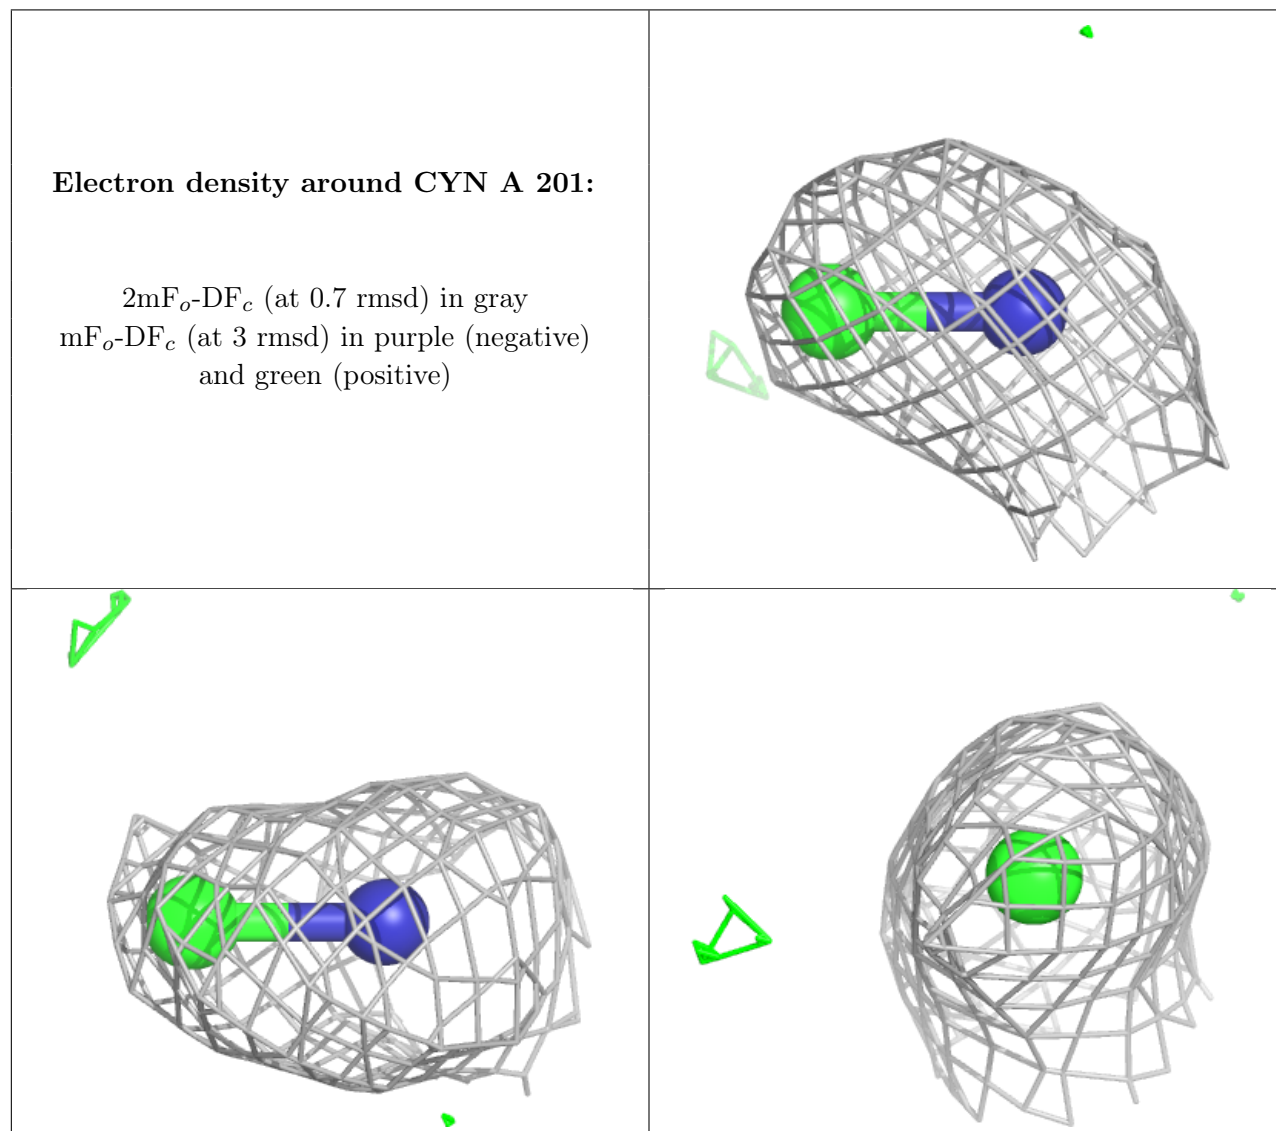 Electron density around CYN A 201:
2mFo-DFc (at 0.7 rmsd) in gray
mFo-DFc (at 3 rmsd) in purple (negative)
and green (positive)